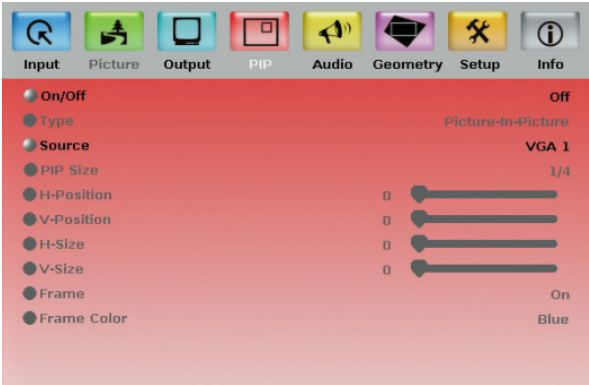 Input Picture Output PIP Audio Geometry Setup Info
On/Off Off
Type Picture-In-Picture
Source VGA 1
PIP Size 1/4
H-Position 0
V-Position 0
H-Size 0
V-Size 0
Frame On
Frame Color Blue